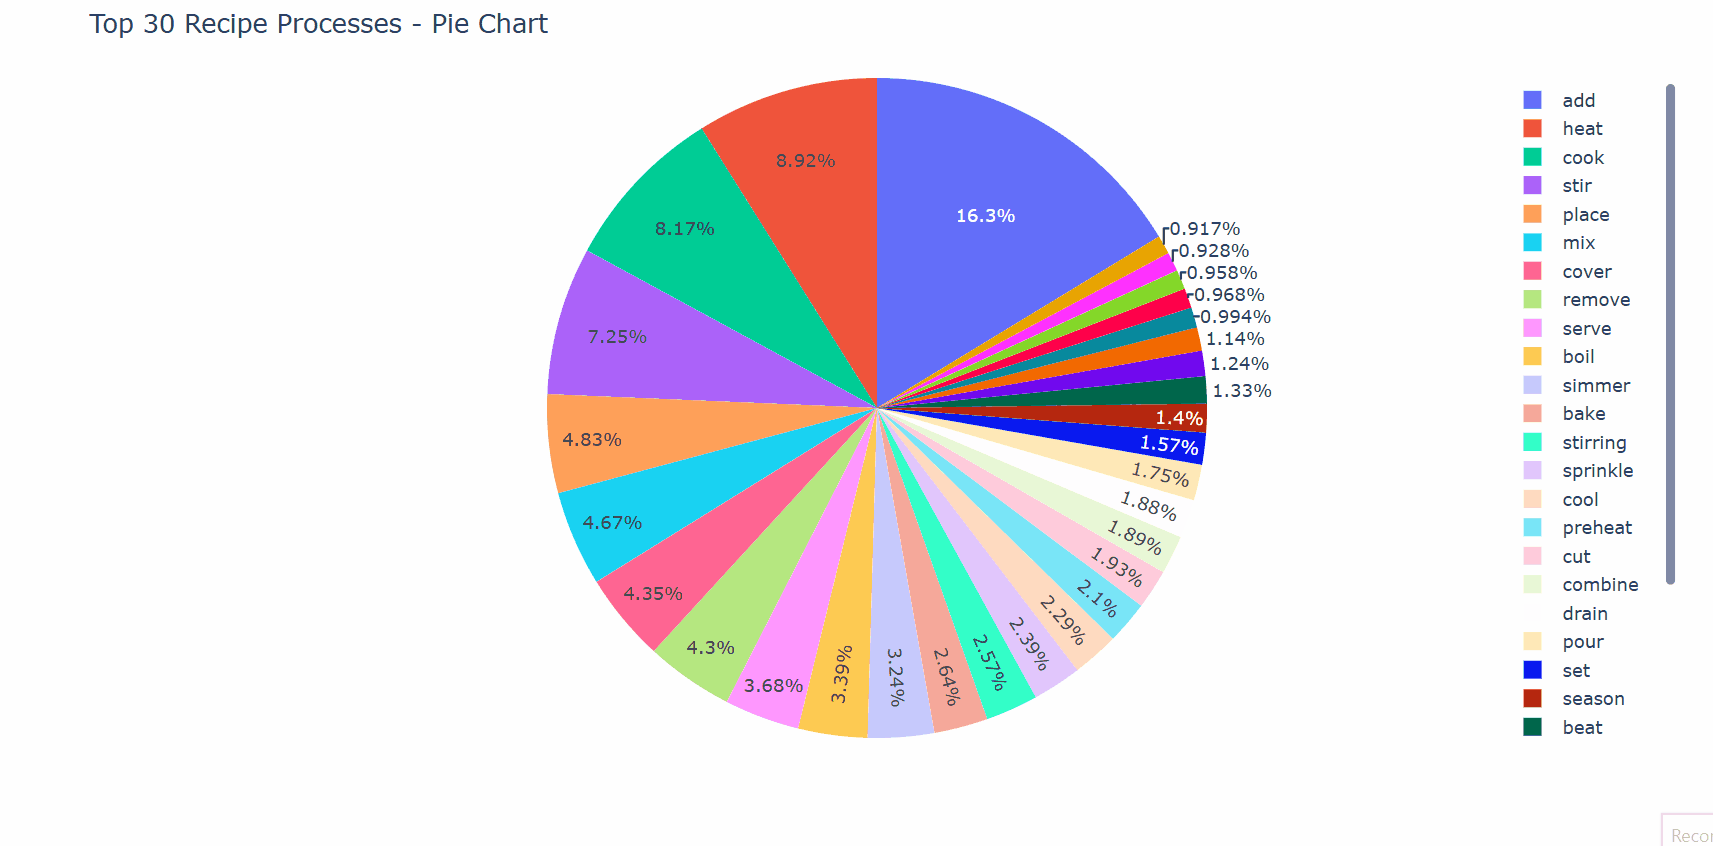 Top 30 Recipe Processes - Pie Chart
16.3%
8.92%
8.17%
7.25%
4.83%
4.67%
4.35%
4.3%
3.68%
3.39%
3.24%
2.64%
2.57%
2.39%
2.29%
2.1%
1.93%
1.89%
1.88%
1.75%
1.57%
1.4%
1.33%
1.24%
1.14%
0.994%
0.968%
0.958%
0.928%
0.917%
add
heat
cook
stir
place
mix
cover
remove
serve
boil
simmer
bake
stirring
sprinkle
cool
preheat
cut
combine
drain
pour
set
season
beat